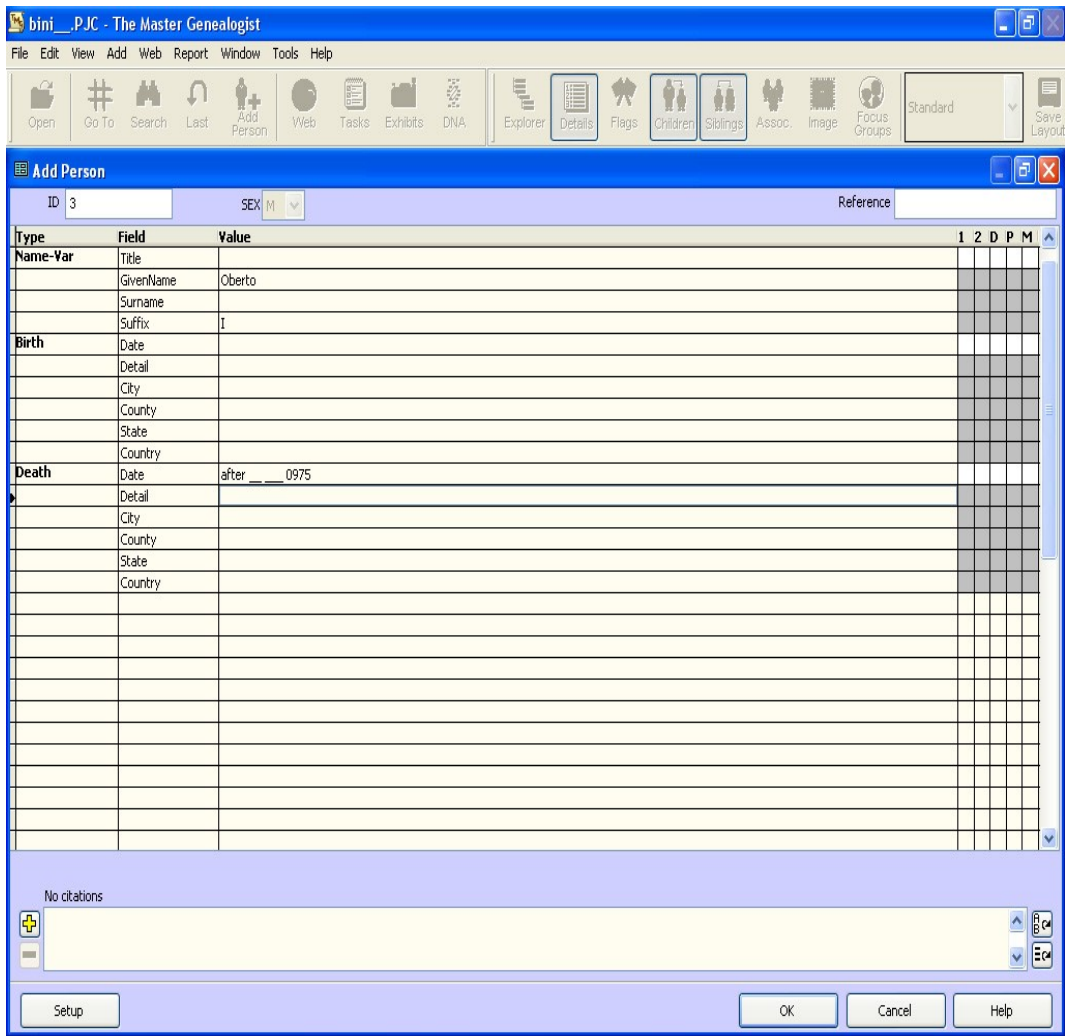 bini__.PJC - The Master Genealogist
File Edit View Add Web Report Window Tools Help
Open Go To Search Last Add Person Web Tasks Exhibits DNA Explorer Details Flags Children Siblings Assoc. Image Focus Groups Standard Save Layout
Add Person
ID 3 SEX M Reference
Type Field Value 1 2 D P M
Name-Var Title
GivenName Oberto
Surname
Suffix I
Birth Date
Detail
City
County
State
Country
Death Date after __ ___ 0975
Detail
City
County
State
Country
No citations
Setup OK Cancel Help